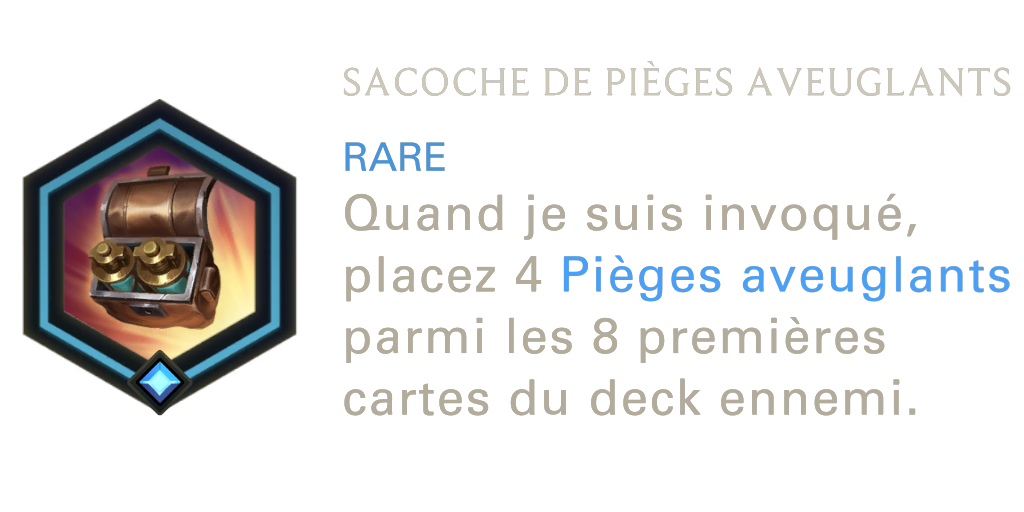 SACOCHE DE PIÈGES AVEUGLANTS
RARE
Quand je suis invoqué,
placez 4 Pièges aveuglants
parmi les 8 premières
cartes du deck ennemi.